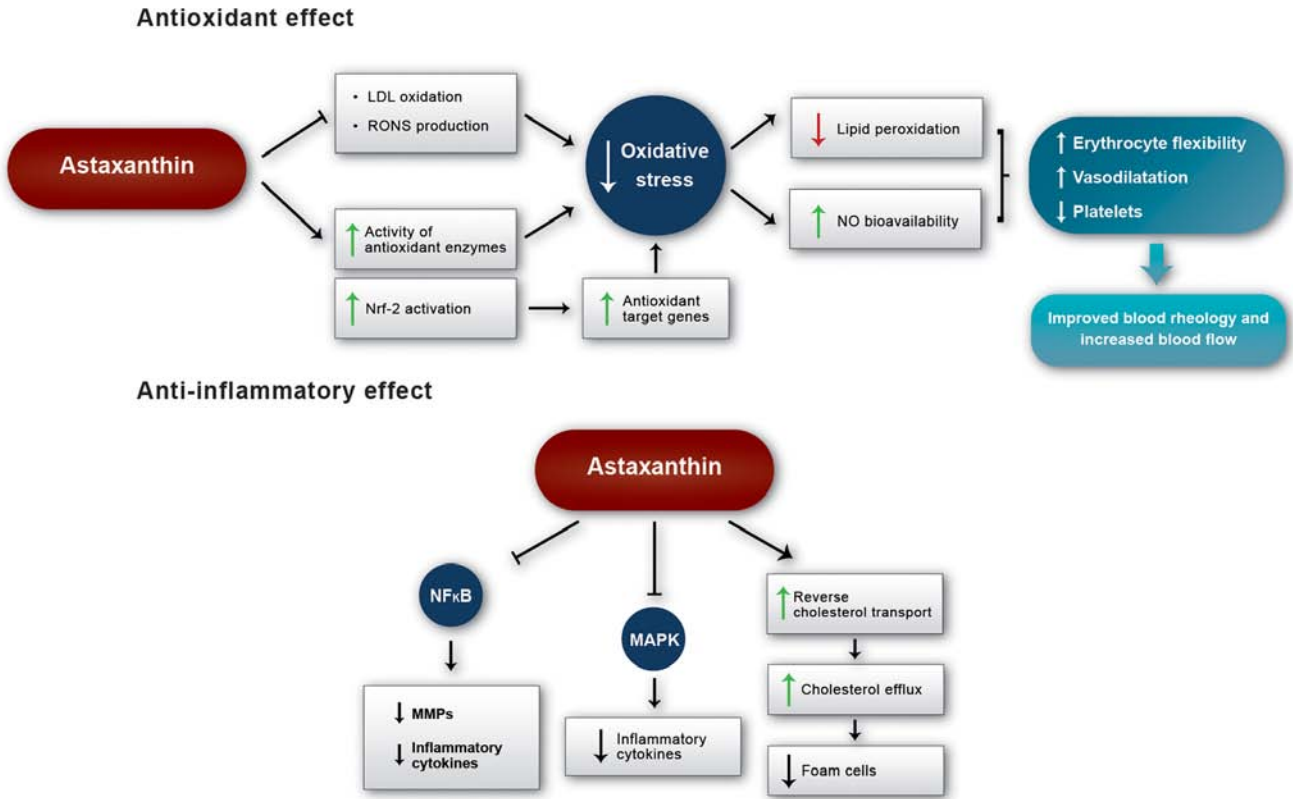 Antioxidant effect
• LDL oxidation
• RONS production
Astaxanthin
↑ Activity of
antioxidant enzymes
↑ Nrf-2 activation
↓ Oxidative
stress
↑ Antioxidant
target genes
↓ Lipid peroxidation
↑ NO bioavailability
↑ Erythrocyte flexibility
↑ Vasodilatation
↓ Platelets
Improved blood rheology and
increased blood flow
Anti-inflammatory effect
Astaxanthin
NFκB
↓ MMPs
↓ Inflammatory
cytokines
MAPK
↓ Inflammatory
cytokines
↑ Reverse
cholesterol transport
↑ Cholesterol efflux
↓ Foam cells